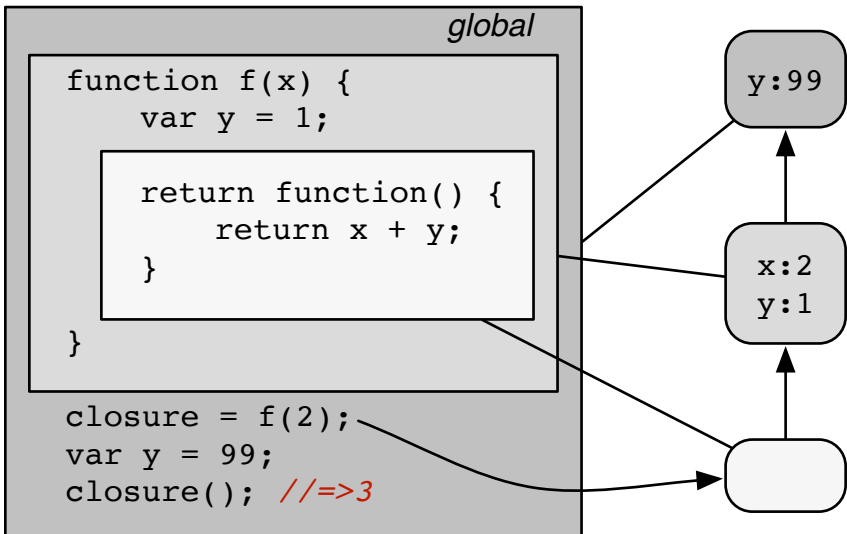 global
function f(x) {
    var y = 1;
    return function() {
        return x + y;
    }
}
closure = f(2);
var y = 99;
closure(); //=>3
y:99
x:2
y:1